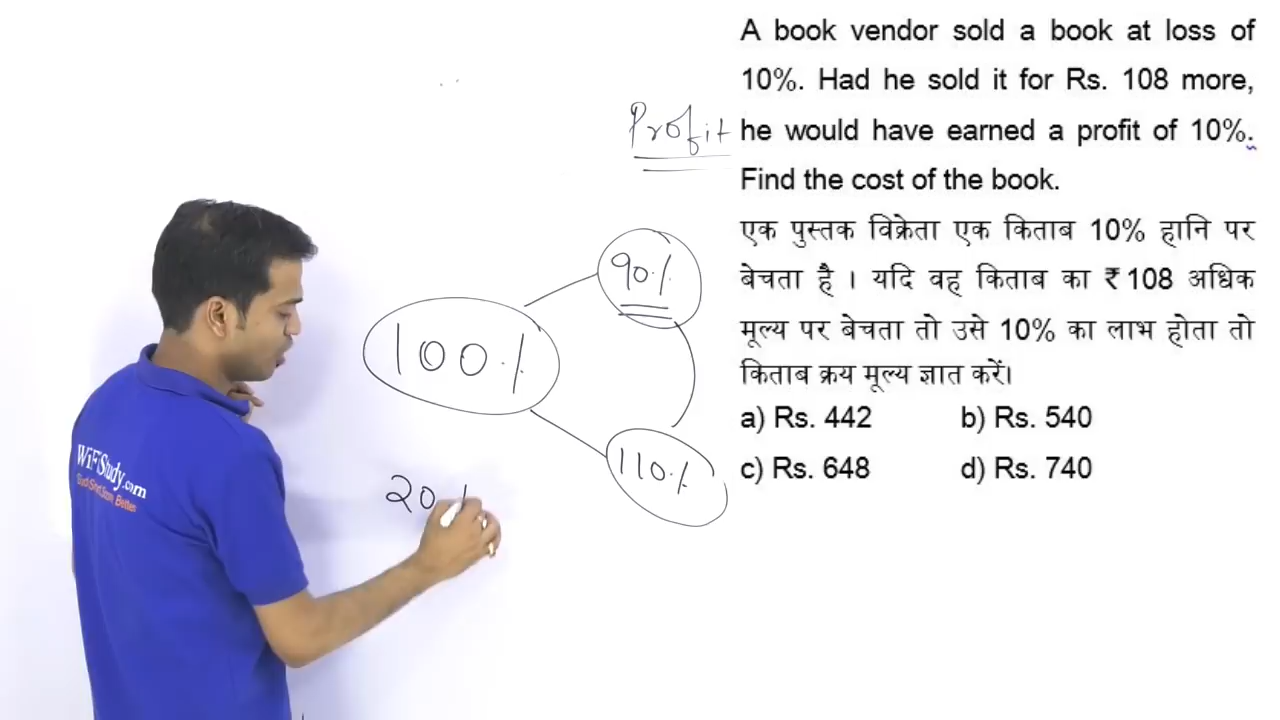 A book vendor sold a book at loss of
10%. Had he sold it for Rs. 108 more,
he would have earned a profit of 10%.
Find the cost of the book.
एक पुस्तक विक्रेता एक किताब 10% हानि पर
बेचता है । यदि वह किताब का ₹ 108 अधिक
मूल्य पर बेचता तो उसे 10% का लाभ होता तो
किताब क्रय मूल्य ज्ञात करें।
a) Rs. 442 b) Rs. 540
c) Rs. 648 d) Rs. 740
Profit
90%
100%
110%
20
WiFiStudy.com